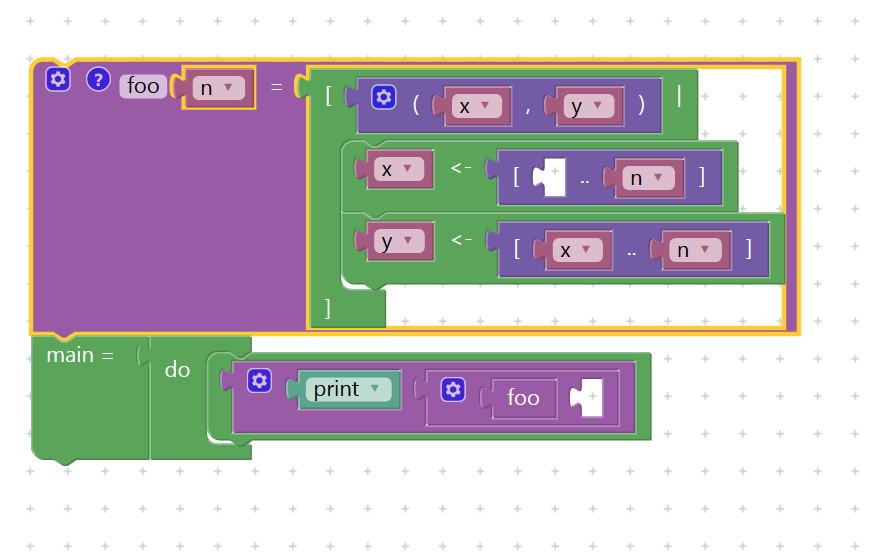 ? foo n = [ ( x , y ) |
x <- [ .. n ]
y <- [ x .. n ]
]
main = do print foo